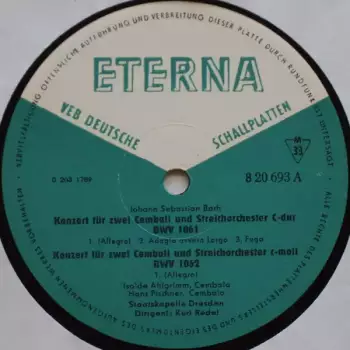 ETERNA
VEB DEUTSCHE SCHALLPLATTEN
M 33
8 20 693 A
Johann Sebastian Bach
Konzert für zwei Cembali und Streichorchester C-dur
BWV 1061
1. (Allegro) 2. Adagio ovvero Largo 3. Fuga
Konzert für zwei Cembali und Streichorchester c-moll
1. (Allegro)
Isolde Ahlgrimm, Cembalo
Hans Pischner, Cembalo
Staatskapelle Dresden
Dirigent: Kurt Redel